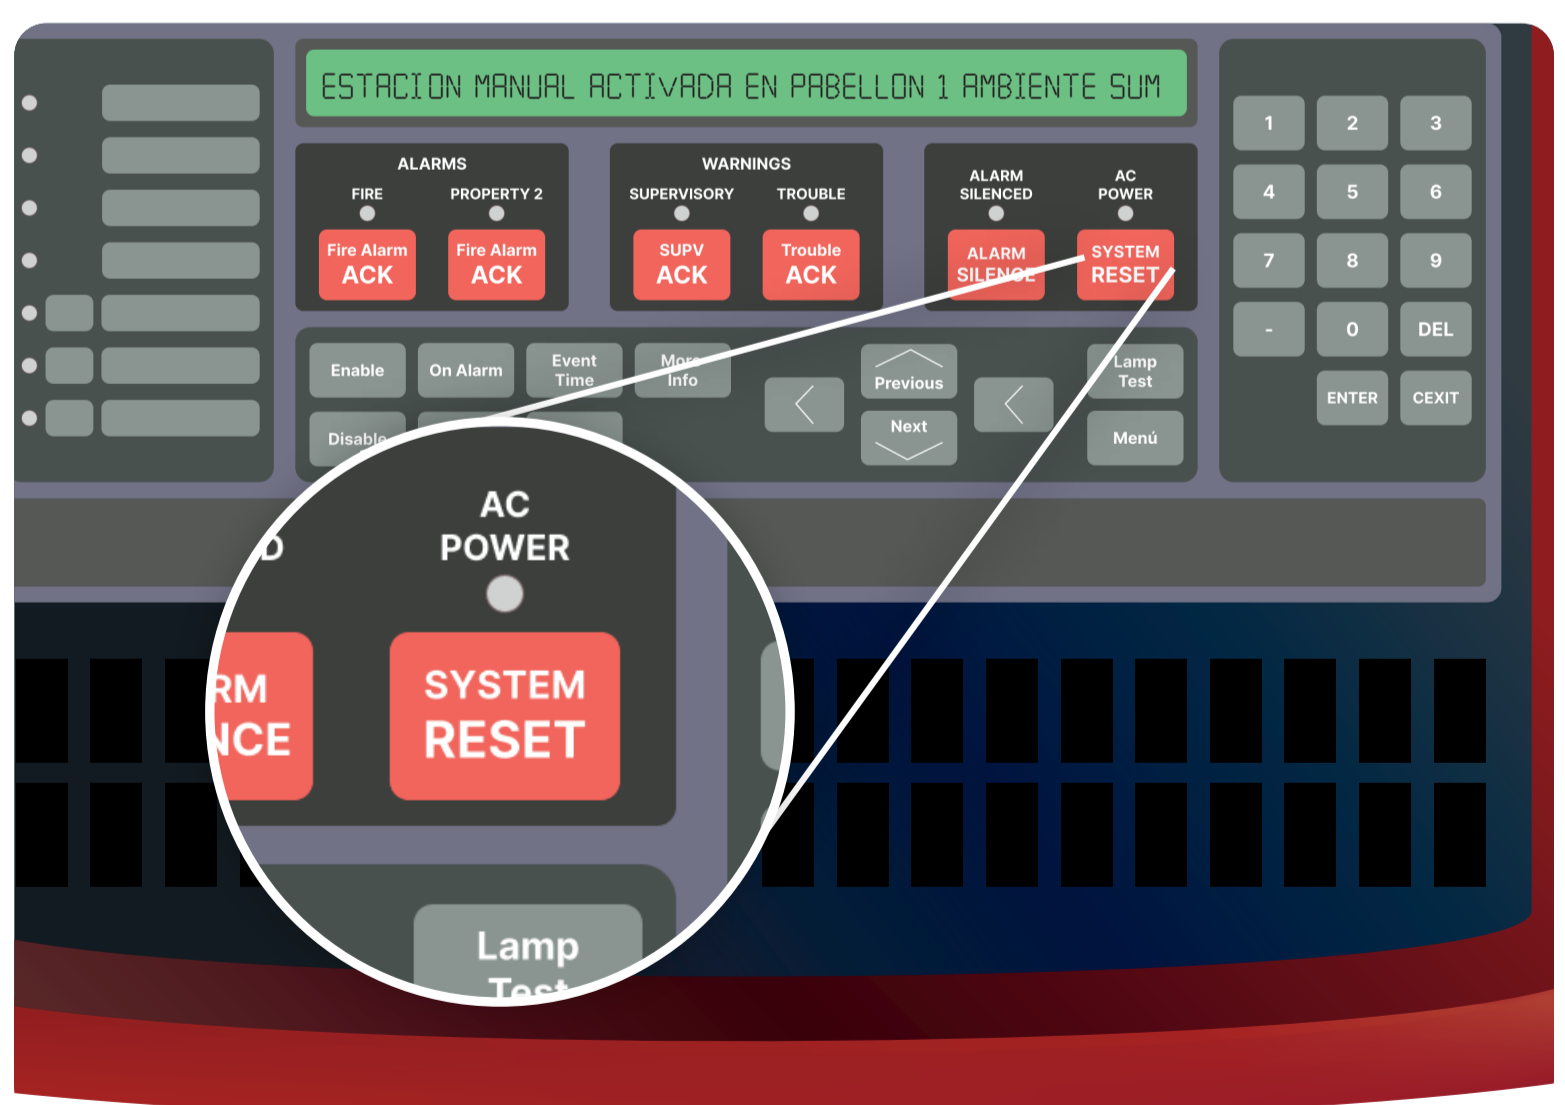 ESTACION MANUAL ACTIVADA EN PABELLON 1 AMBIENTE SUM
ALARMS
FIRE
PROPERTY 2
Fire Alarm
ACK
Fire Alarm
ACK
WARNINGS
SUPERVISORY
TROUBLE
SUPV
ACK
Trouble
ACK
ALARM
SILENCED
AC
POWER
ALARM
SILENCE
SYSTEM
RESET
1 2 3
4 5 6
7 8 9
- 0 DEL
ENTER CEXIT
Enable
On Alarm
Event
Time
More
Info
Disable
Previous
Next
Lamp
Test
Menú
AC
POWER
D
RM
NCE
SYSTEM
RESET
Lamp
Test